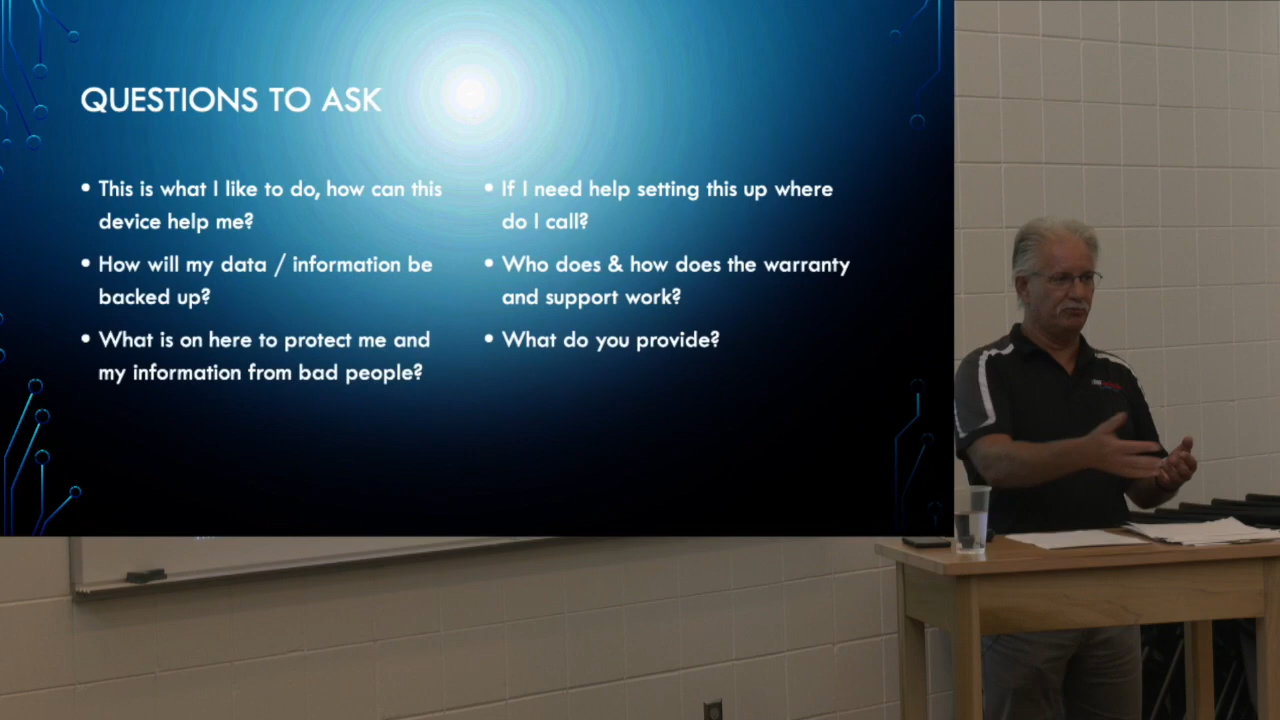 QUESTIONS TO ASK
• This is what I like to do, how can this
device help me?
• How will my data / information be
backed up?
• What is on here to protect me and
my information from bad people?
• If I need help setting this up where
do I call?
• Who does & how does the warranty
and support work?
• What do you provide?